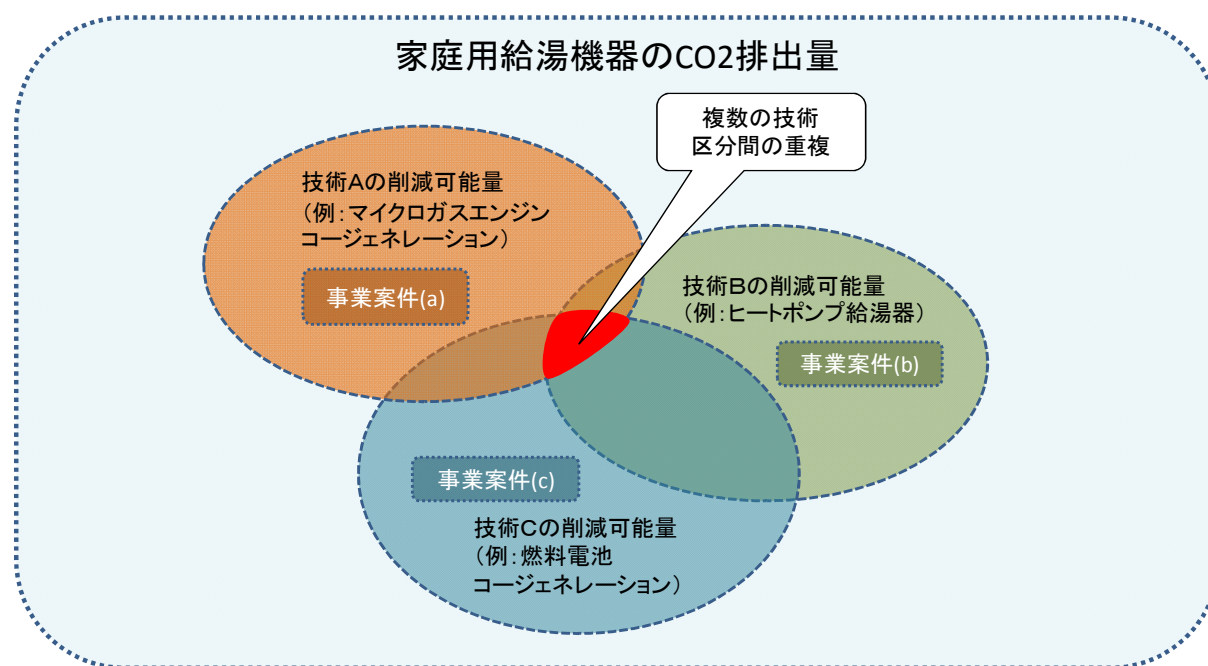 家庭用給湯機器のCO2排出量
複数の技術
区分間の重複
技術Aの削減可能量
（例：マイクロガスエンジン
コージェネレーション）
事業案件(a)
技術Bの削減可能量
（例：ヒートポンプ給湯器）
事業案件(b)
事業案件(c)
技術Cの削減可能量
（例：燃料電池
コージェネレーション）